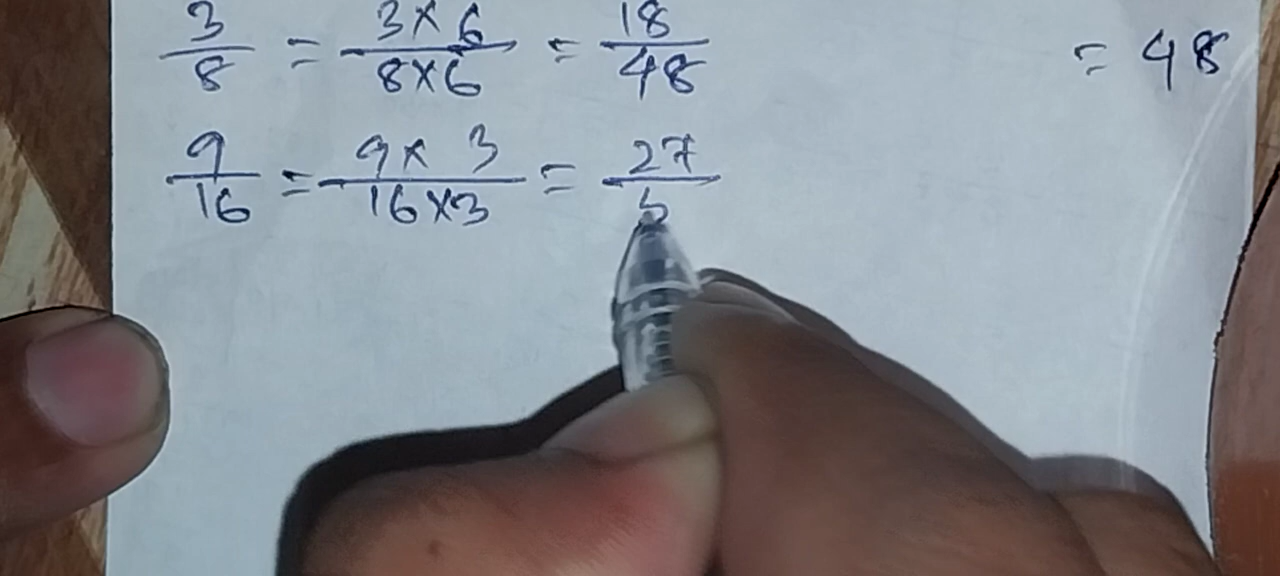 3/8 = 3×6/8×6 = 18/48 = 48
9/16 = 9×3/16×3 = 27/